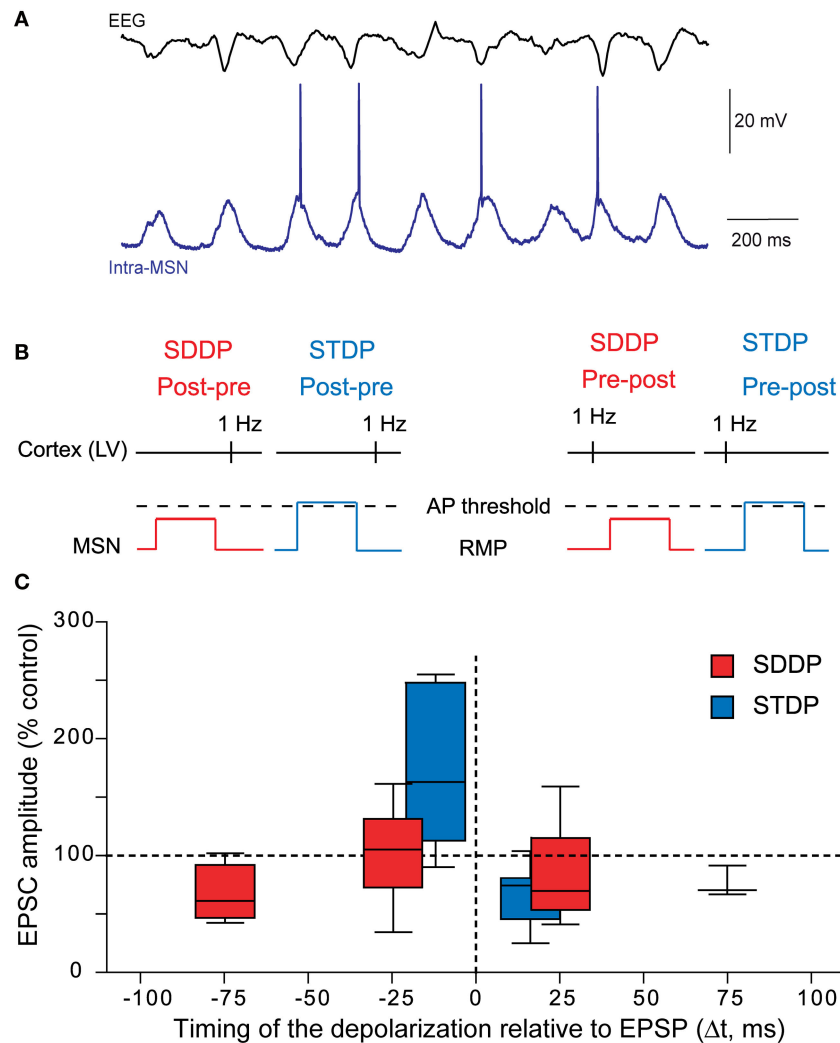 A
EEG
20 mV
200 ms
Intra-MSN
B
SDDP STDP SDDP STDP
Post-pre Post-pre Pre-post Pre-post
1 Hz 1 Hz 1 Hz 1 Hz
Cortex (LV)
AP threshold
MSN RMP
C
300
SDDP
STDP
200
100
0
EPSC amplitude (% control)
-100 -75 -50 -25 0 25 50 75 100
Timing of the depolarization relative to EPSP (Δt, ms)